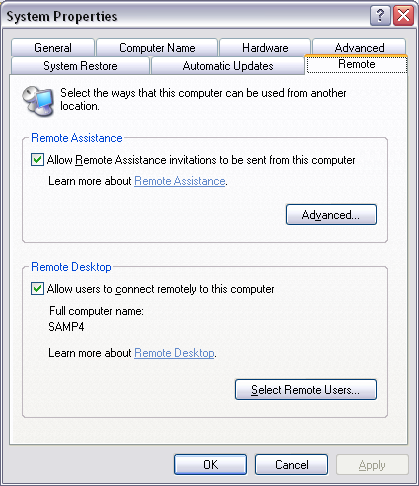 System Properties
General Computer Name Hardware Advanced
System Restore Automatic Updates Remote
Select the ways that this computer can be used from another
location.
Remote Assistance
Allow Remote Assistance invitations to be sent from this computer
Learn more about Remote Assistance.
Advanced...
Remote Desktop
Allow users to connect remotely to this computer
Full computer name:
SAMP4
Learn more about Remote Desktop.
Select Remote Users...
OK Cancel Apply